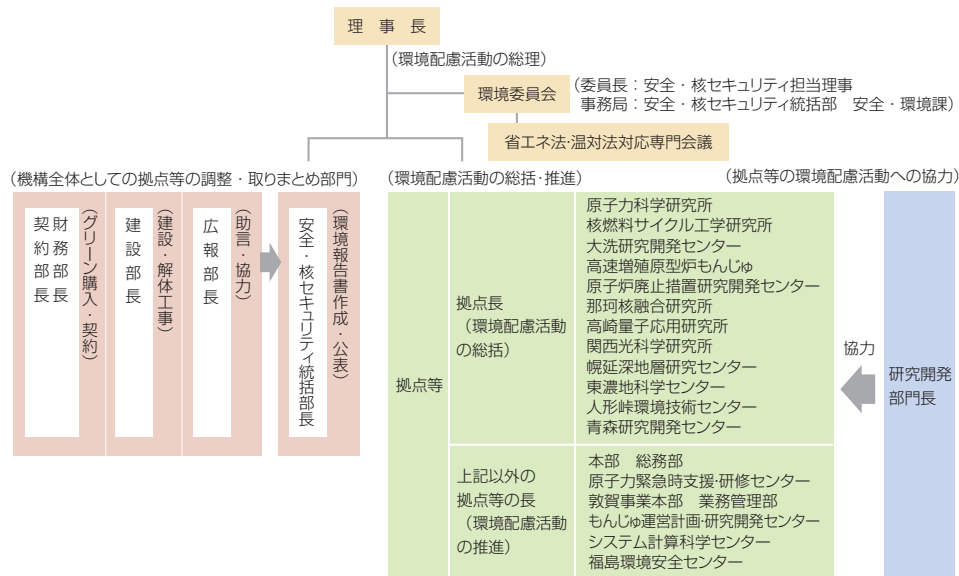 理 事 長
（環境配慮活動の総理）
環境委員会
（委員長：安全・核セキュリティ担当理事
事務局：安全・核セキュリティ統括部　安全・環境課）
省エネ法・温対法対応専門会議
（機構全体としての拠点等の調整・取りまとめ部門）
（環境配慮活動の総括・推進）
（拠点等の環境配慮活動への協力）
財務部長
契約部長
（グリーン購入・契約）
建設部長
（建設・解体工事）
広報部長
（助言・協力）
安全・核セキュリティ統括部長
（環境報告書作成・公表）
拠点等
拠点長
（環境配慮活動
の総括）
原子力科学研究所
核燃料サイクル工学研究所
大洗研究開発センター
高速増殖原型炉もんじゅ
原子炉廃止措置研究開発センター
那珂核融合研究所
高崎量子応用研究所
関西光科学研究所
幌延深地層研究センター
東濃地科学センター
人形峠環境技術センター
青森研究開発センター
上記以外の
拠点等の長
（環境配慮活動
の推進）
本部　総務部
原子力緊急時支援・研修センター
敦賀事業本部　業務管理部
もんじゅ運営計画・研究開発センター
システム計算科学センター
福島環境安全センター
協力
研究開発
部門長